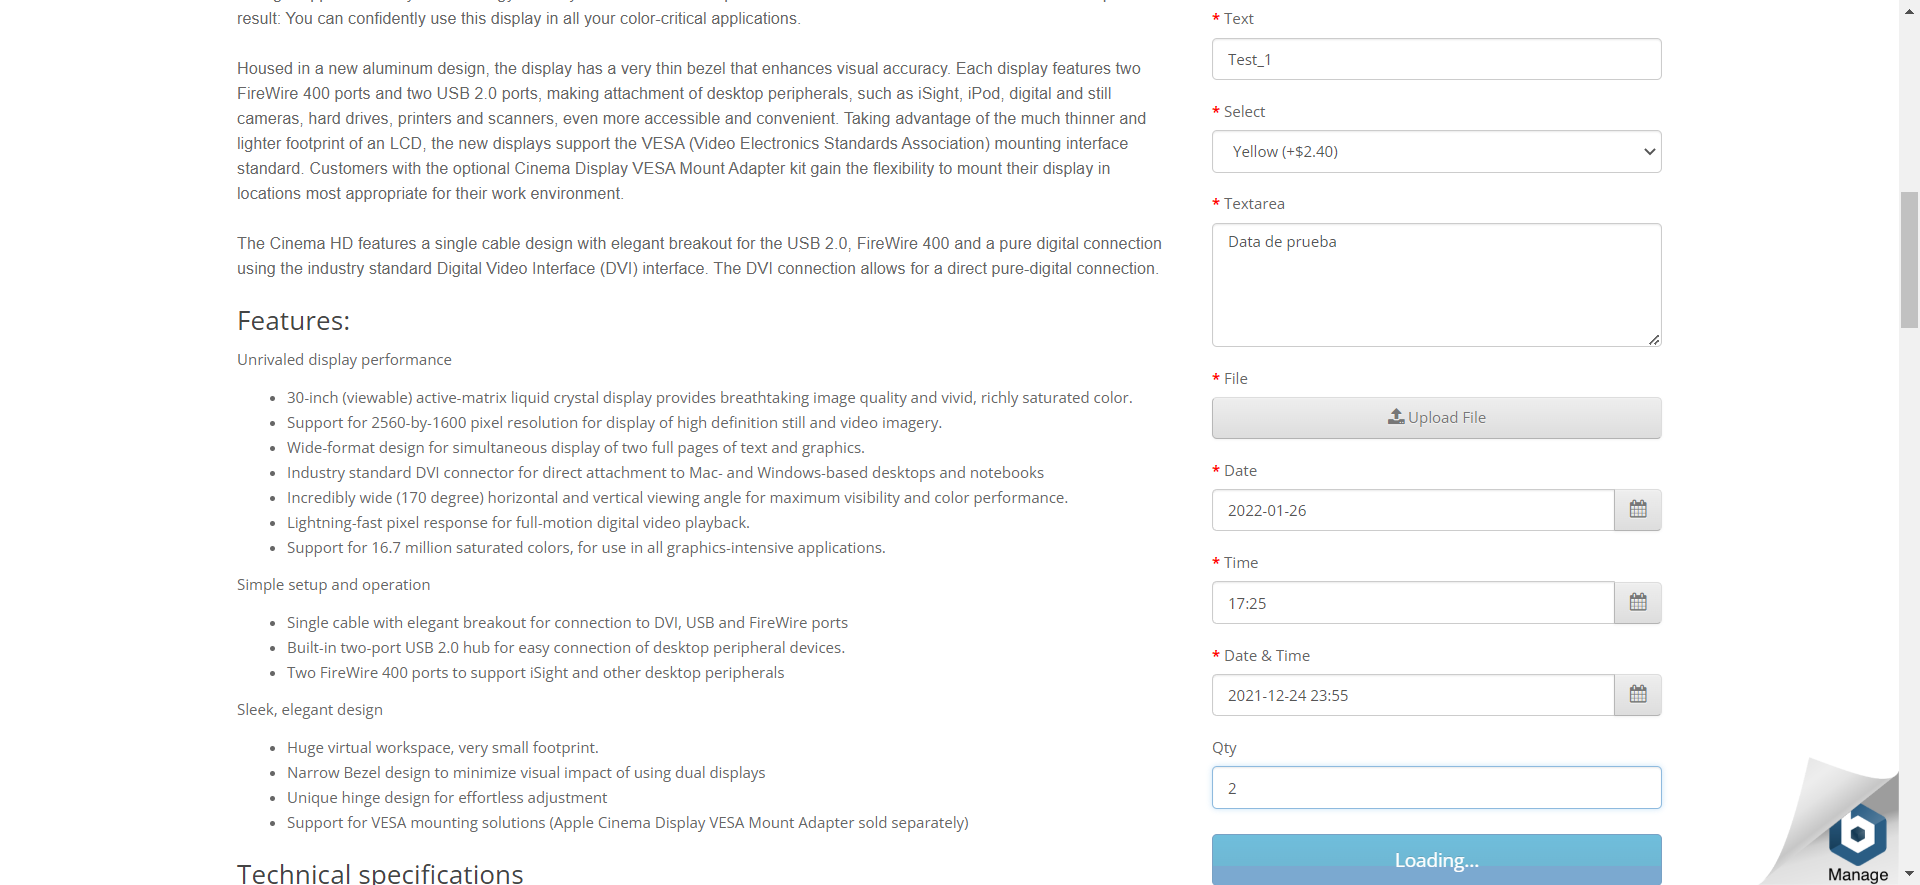 result: You can confidently use this display in all your color-critical applications.
Housed in a new aluminum design, the display has a very thin bezel that enhances visual accuracy. Each display features two
FireWire 400 ports and two USB 2.0 ports, making attachment of desktop peripherals, such as iSight, iPod, digital and still
cameras, hard drives, printers and scanners, even more accessible and convenient. Taking advantage of the much thinner and
lighter footprint of an LCD, the new displays support the VESA (Video Electronics Standards Association) mounting interface
standard. Customers with the optional Cinema Display VESA Mount Adapter kit gain the flexibility to mount their display in
locations most appropriate for their work environment.
The Cinema HD features a single cable design with elegant breakout for the USB 2.0, FireWire 400 and a pure digital connection
using the industry standard Digital Video Interface (DVI) interface. The DVI connection allows for a direct pure-digital connection.
Features:
Unrivaled display performance
• 30-inch (viewable) active-matrix liquid crystal display provides breathtaking image quality and vivid, richly saturated color.
• Support for 2560-by-1600 pixel resolution for display of high definition still and video imagery.
• Wide-format design for simultaneous display of two full pages of text and graphics.
• Industry standard DVI connector for direct attachment to Mac- and Windows-based desktops and notebooks
• Incredibly wide (170 degree) horizontal and vertical viewing angle for maximum visibility and color performance.
• Lightning-fast pixel response for full-motion digital video playback.
• Support for 16.7 million saturated colors, for use in all graphics-intensive applications.
Simple setup and operation
• Single cable with elegant breakout for connection to DVI, USB and FireWire ports
• Built-in two-port USB 2.0 hub for easy connection of desktop peripheral devices.
• Two FireWire 400 ports to support iSight and other desktop peripherals
Sleek, elegant design
• Huge virtual workspace, very small footprint.
• Narrow Bezel design to minimize visual impact of using dual displays
• Unique hinge design for effortless adjustment
• Support for VESA mounting solutions (Apple Cinema Display VESA Mount Adapter sold separately)
Technical specifications
* Text
Test_1
* Select
Yellow (+$2.40)
* Textarea
Data de prueba
* File
Upload File
* Date
2022-01-26
* Time
17:25
* Date & Time
2021-12-24 23:55
Qty
2
Loading...
b
Manage